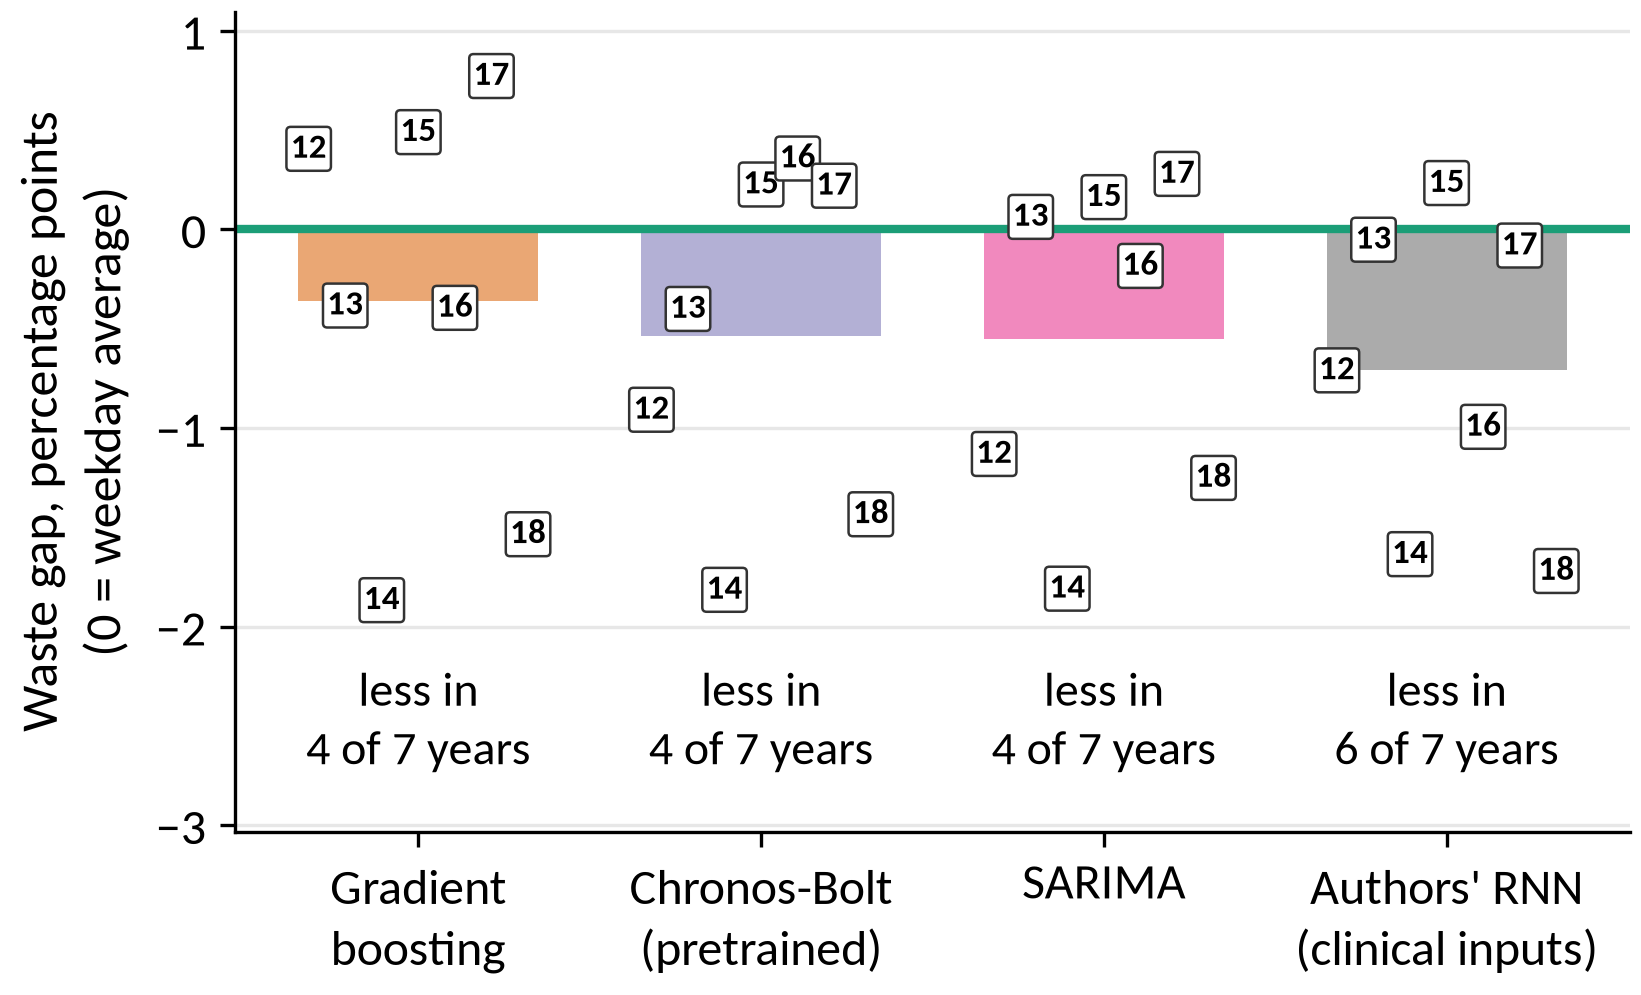 Waste gap, percentage points
(0 = weekday average)
1
0
−1
−2
−3
12
13
14
15
16
17
18
12
13
14
15
16
17
18
12
13
14
15
16
17
18
12
13
14
15
16
17
18
less in
4 of 7 years
less in
4 of 7 years
less in
4 of 7 years
less in
6 of 7 years
Gradient
boosting
Chronos-Bolt
(pretrained)
SARIMA
Authors' RNN
(clinical inputs)